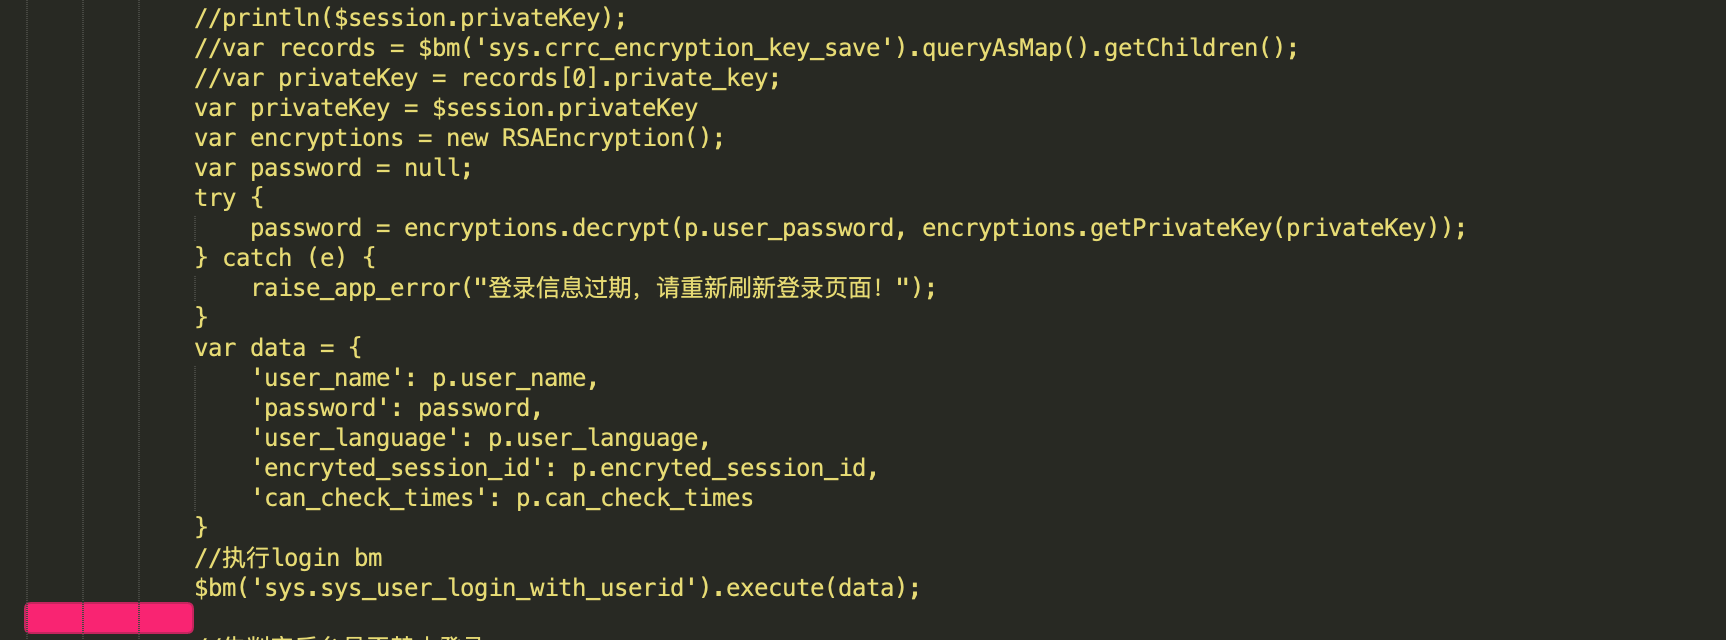 //println($session.privateKey);
//var records = $bm('sys.crrc_encryption_key_save').queryAsMap().getChildren();
//var privateKey = records[0].private_key;
var privateKey = $session.privateKey
var encryptions = new RSAEncryption();
var password = null;
try {
password = encryptions.decrypt(p.user_password, encryptions.getPrivateKey(privateKey));
} catch (e) {
raise_app_error("登录信息过期，请重新刷新登录页面！");
}
var data = {
'user_name': p.user_name,
'password': password,
'user_language': p.user_language,
'encryted_session_id': p.encryted_session_id,
'can_check_times': p.can_check_times
}
//执行login bm
$bm('sys.sys_user_login_with_userid').execute(data);